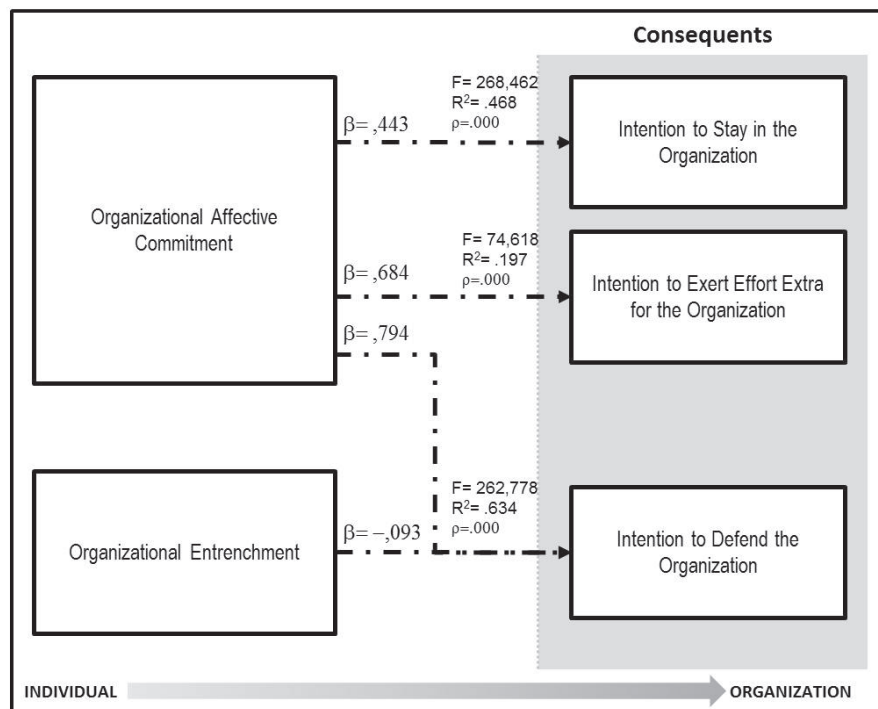 Consequents
Organizational Affective
Commitment
β= ,443
F= 268,462
R²= .468
ρ=.000
Intention to Stay in the
Organization
β= ,684
F= 74,618
R²= .197
ρ=.000
Intention to Exert Effort Extra
for the Organization
β= ,794
Organizational Entrenchment
β= −,093
F= 262,778
R²= .634
ρ=.000
Intention to Defend the
Organization
INDIVIDUAL
ORGANIZATION